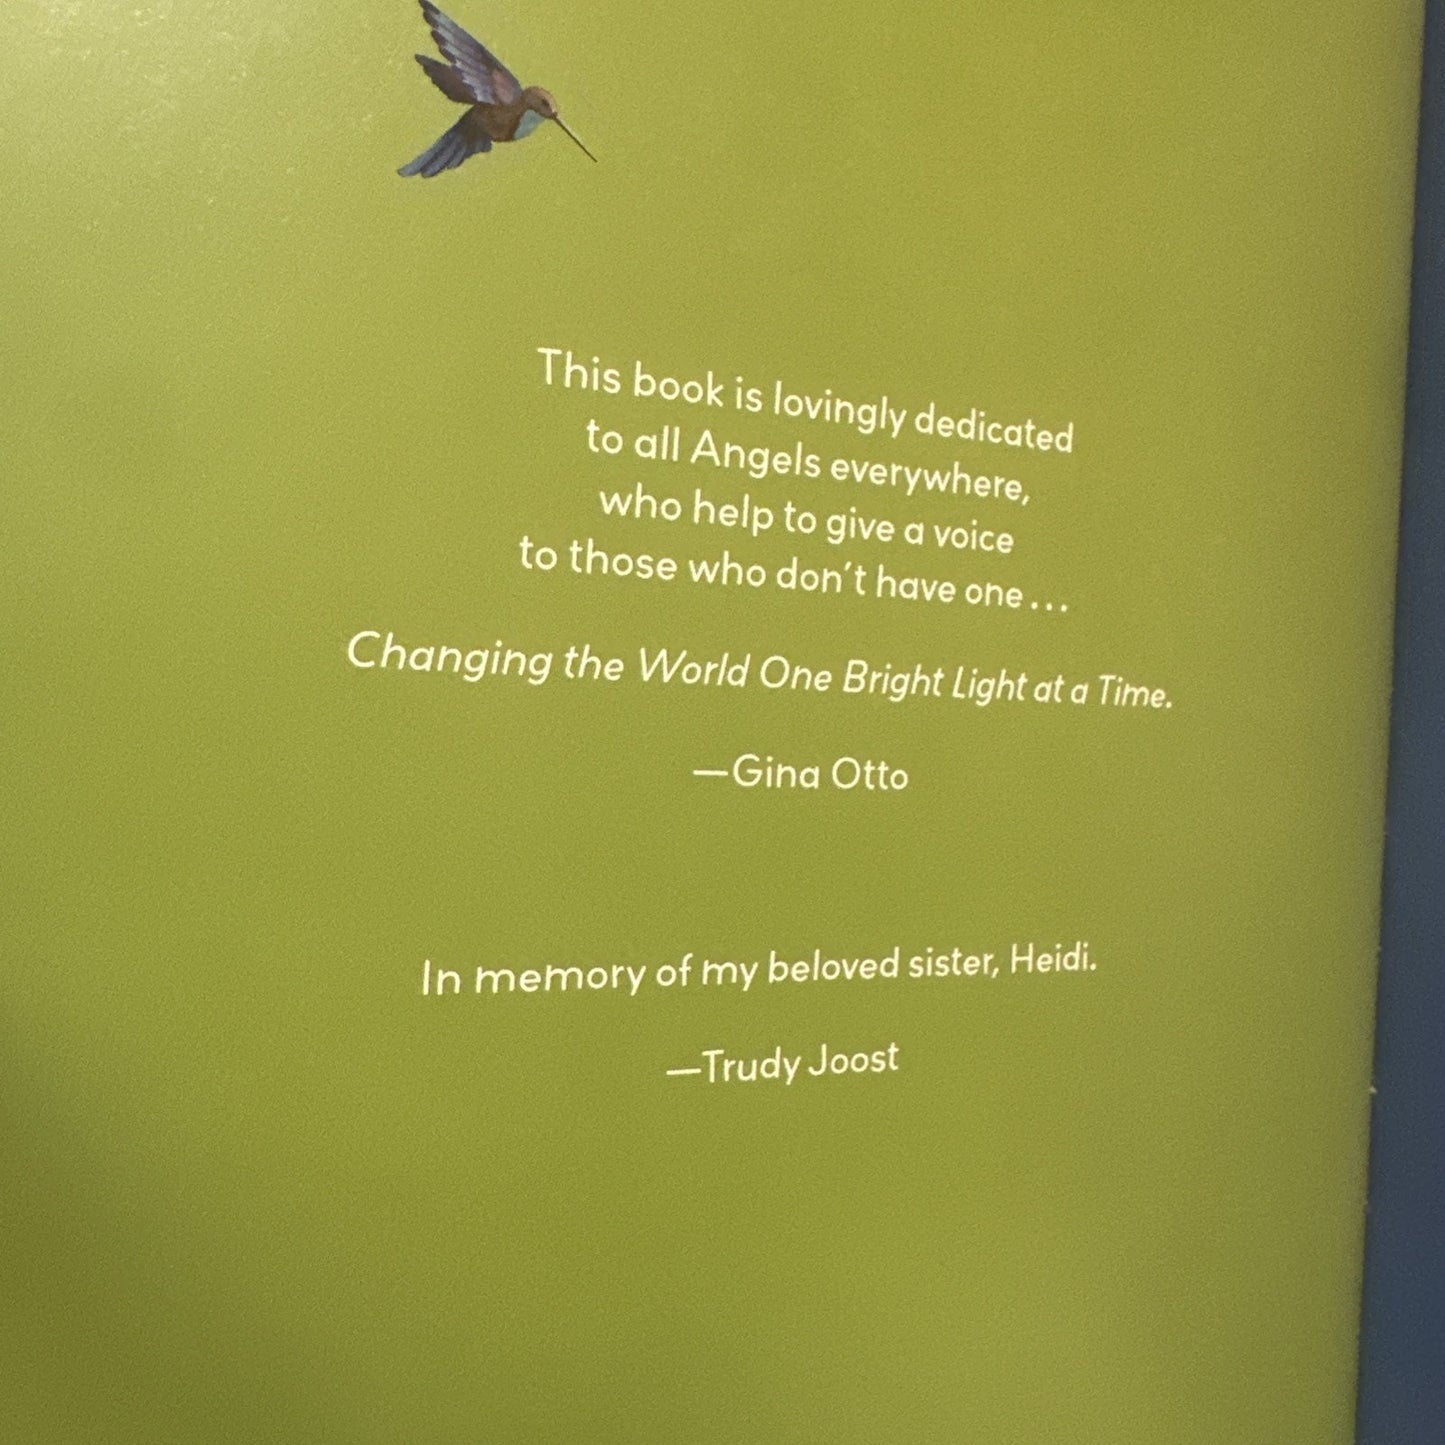 This book is lovingly dedicated
to all Angels everywhere,
who help to give a voice
to those who don't have one...
Changing the World One Bright Light at a Time.
—Gina Otto
In memory of my beloved sister, Heidi.
—Trudy Joost